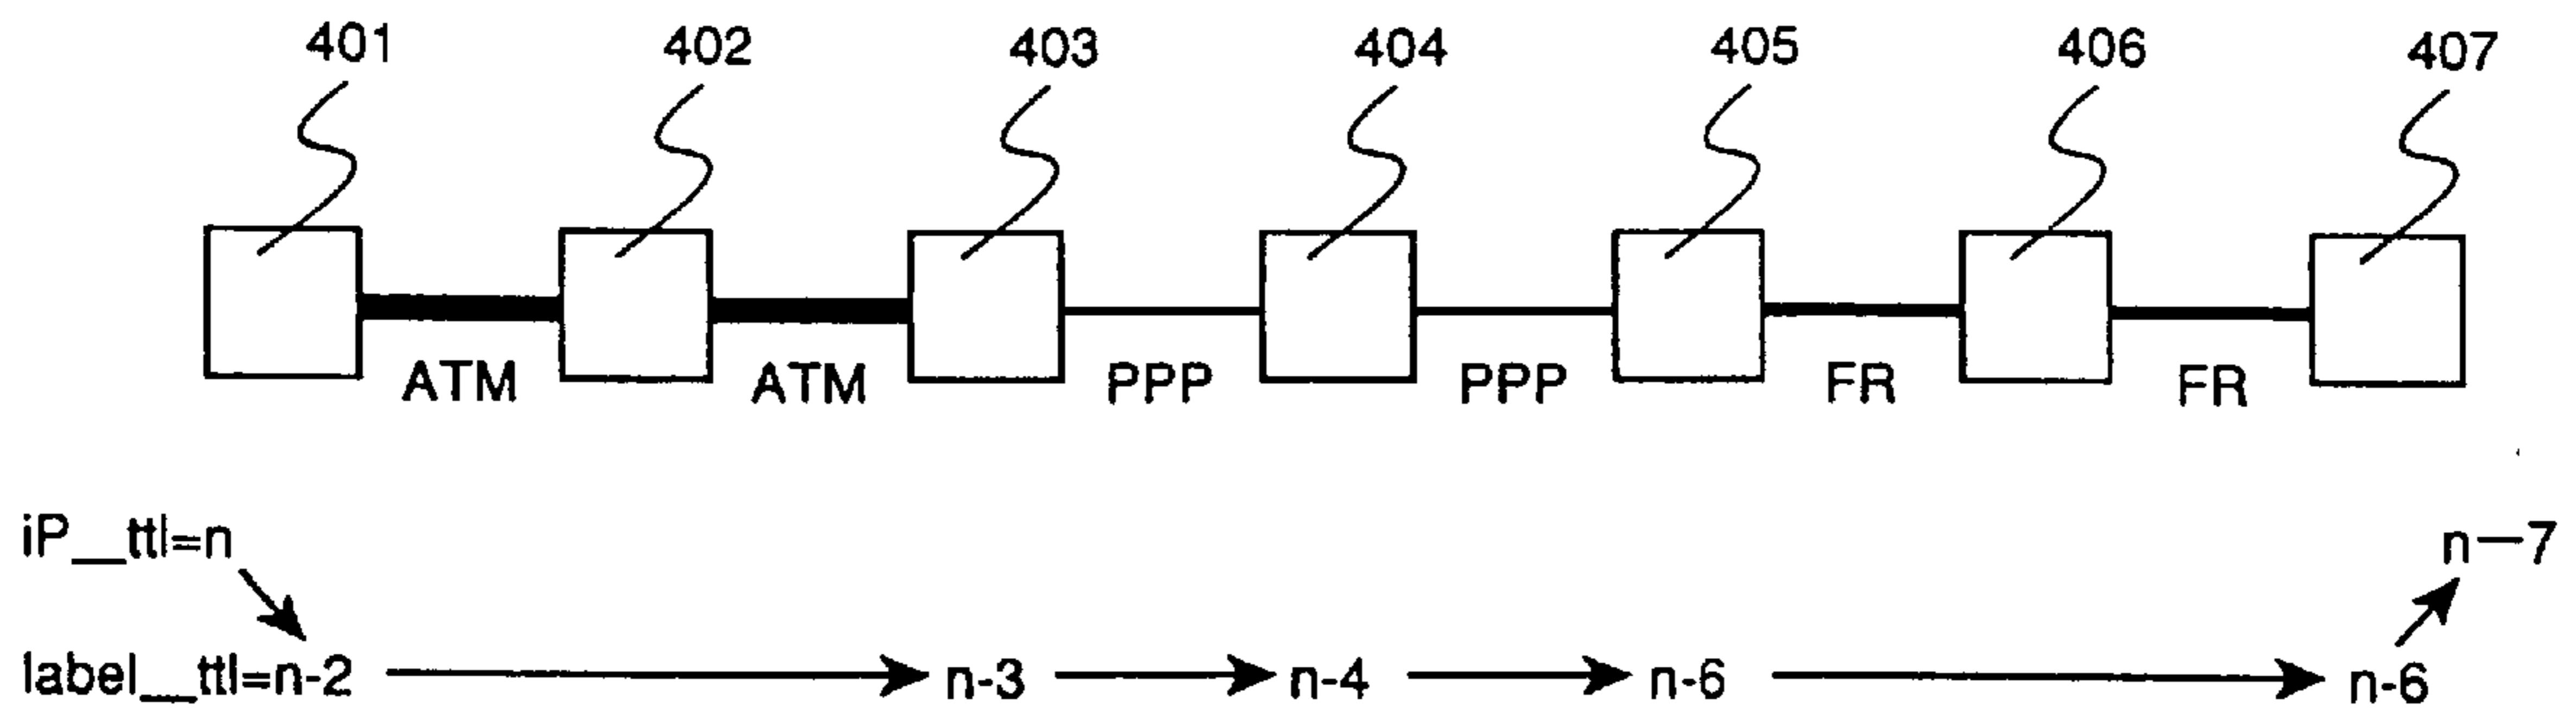 401 402 403 404 405 406 407
ATM ATM PPP PPP FR FR
iP__ttl=n n—7
label__ttl=n-2 n-3 n-4 n-6 n-6